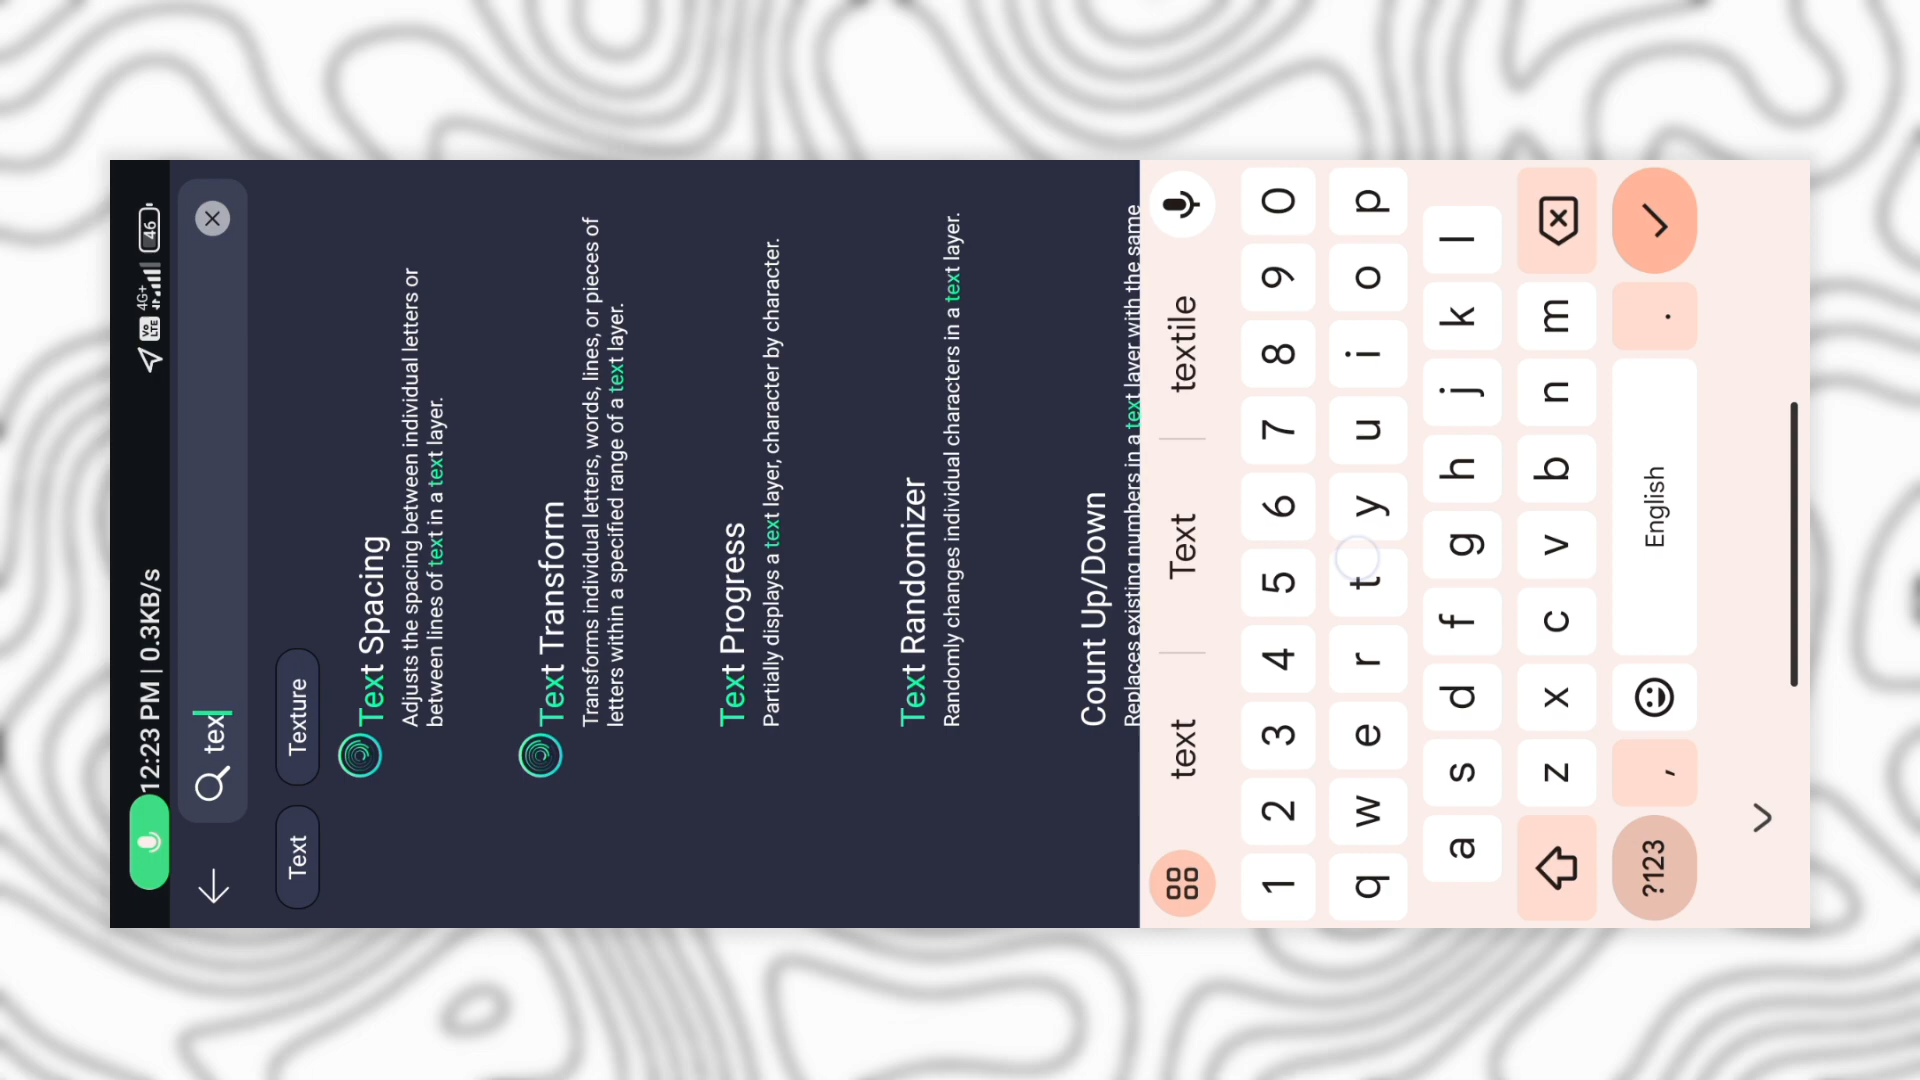 12:23 PM | 0.3KB/s
Vo LTE
4G+
46
tex
Text
Texture
Text Spacing
Adjusts the spacing between individual letters or
between lines of text in a text layer.
Text Transform
Transforms individual letters, words, lines, or pieces of
letters within a specified range of a text layer.
Text Progress
Partially displays a text layer, character by character.
Text Randomizer
Randomly changes individual characters in a text layer.
Count Up/Down
Replaces existing numbers in a text layer with the same
text
Text
textile
1 2 3 4 5 6 7 8 9 0
q w e r t y u i o p
a s d f g h j k l
z x c v b n m
?123
,
English
.